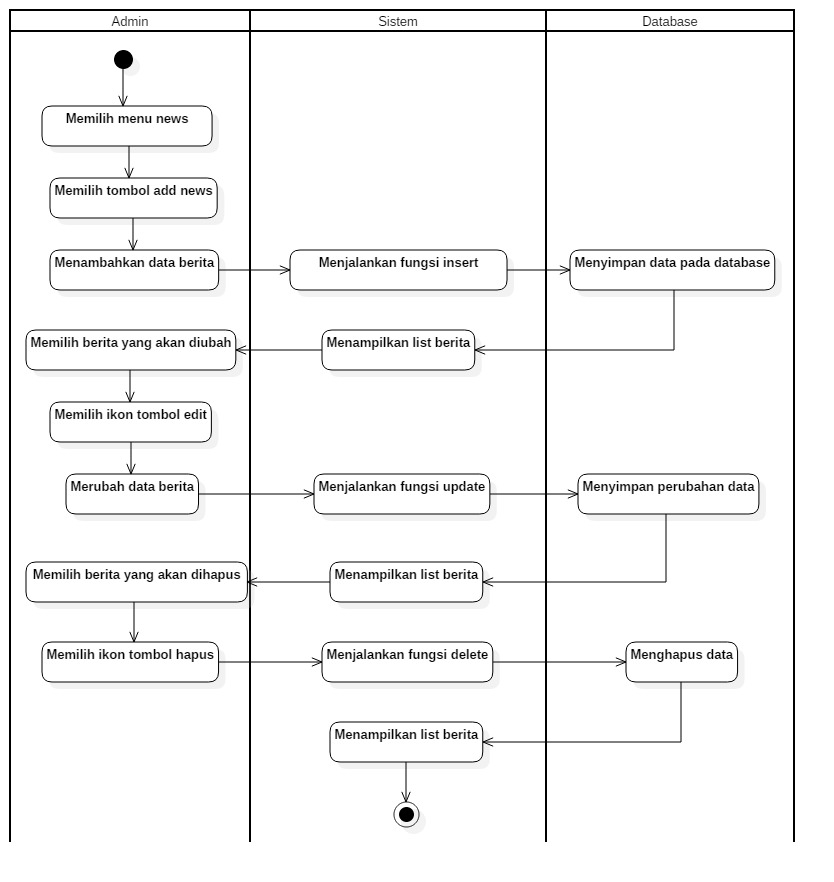 Admin
Sistem
Database
Memilih menu news
Memilih tombol add news
Menambahkan data berita
Menjalankan fungsi insert
Menyimpan data pada database
Memilih berita yang akan diubah
Menampilkan list berita
Memilih ikon tombol edit
Merubah data berita
Menjalankan fungsi update
Menyimpan perubahan data
Memilih berita yang akan dihapus
Menampilkan list berita
Memilih ikon tombol hapus
Menjalankan fungsi delete
Menghapus data
Menampilkan list berita